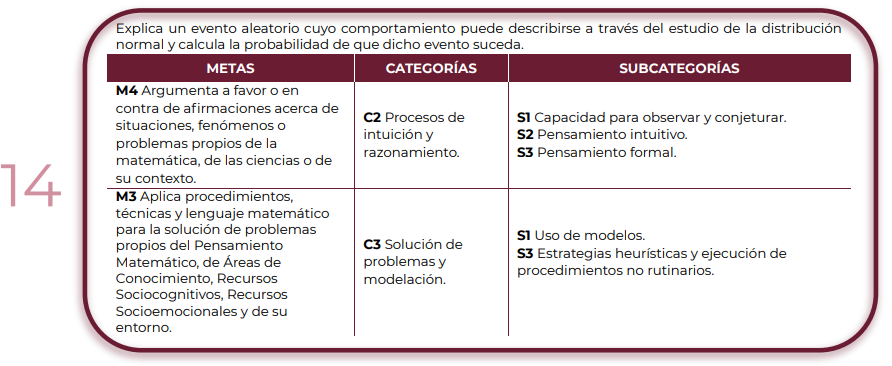 Explica un evento aleatorio cuyo comportamiento puede describirse a través del estudio de la distribución
normal y calcula la probabilidad de que dicho evento suceda.
METAS CATEGORÍAS SUBCATEGORÍAS
M4 Argumenta a favor o en
contra de afirmaciones acerca de
situaciones, fenómenos o
problemas propios de la
matemática, de las ciencias o de
su contexto.
C2 Procesos de
intuición y
razonamiento.
S1 Capacidad para observar y conjeturar.
S2 Pensamiento intuitivo.
S3 Pensamiento formal.
14
M3 Aplica procedimientos,
técnicas y lenguaje matemático
para la solución de problemas
propios del Pensamiento
Matemático, de Áreas de
Conocimiento, Recursos
Sociocognitivos, Recursos
Socioemocionales y de su
entorno.
C3 Solución de
problemas y
modelación.
S1 Uso de modelos.
S3 Estrategias heurísticas y ejecución de
procedimientos no rutinarios.